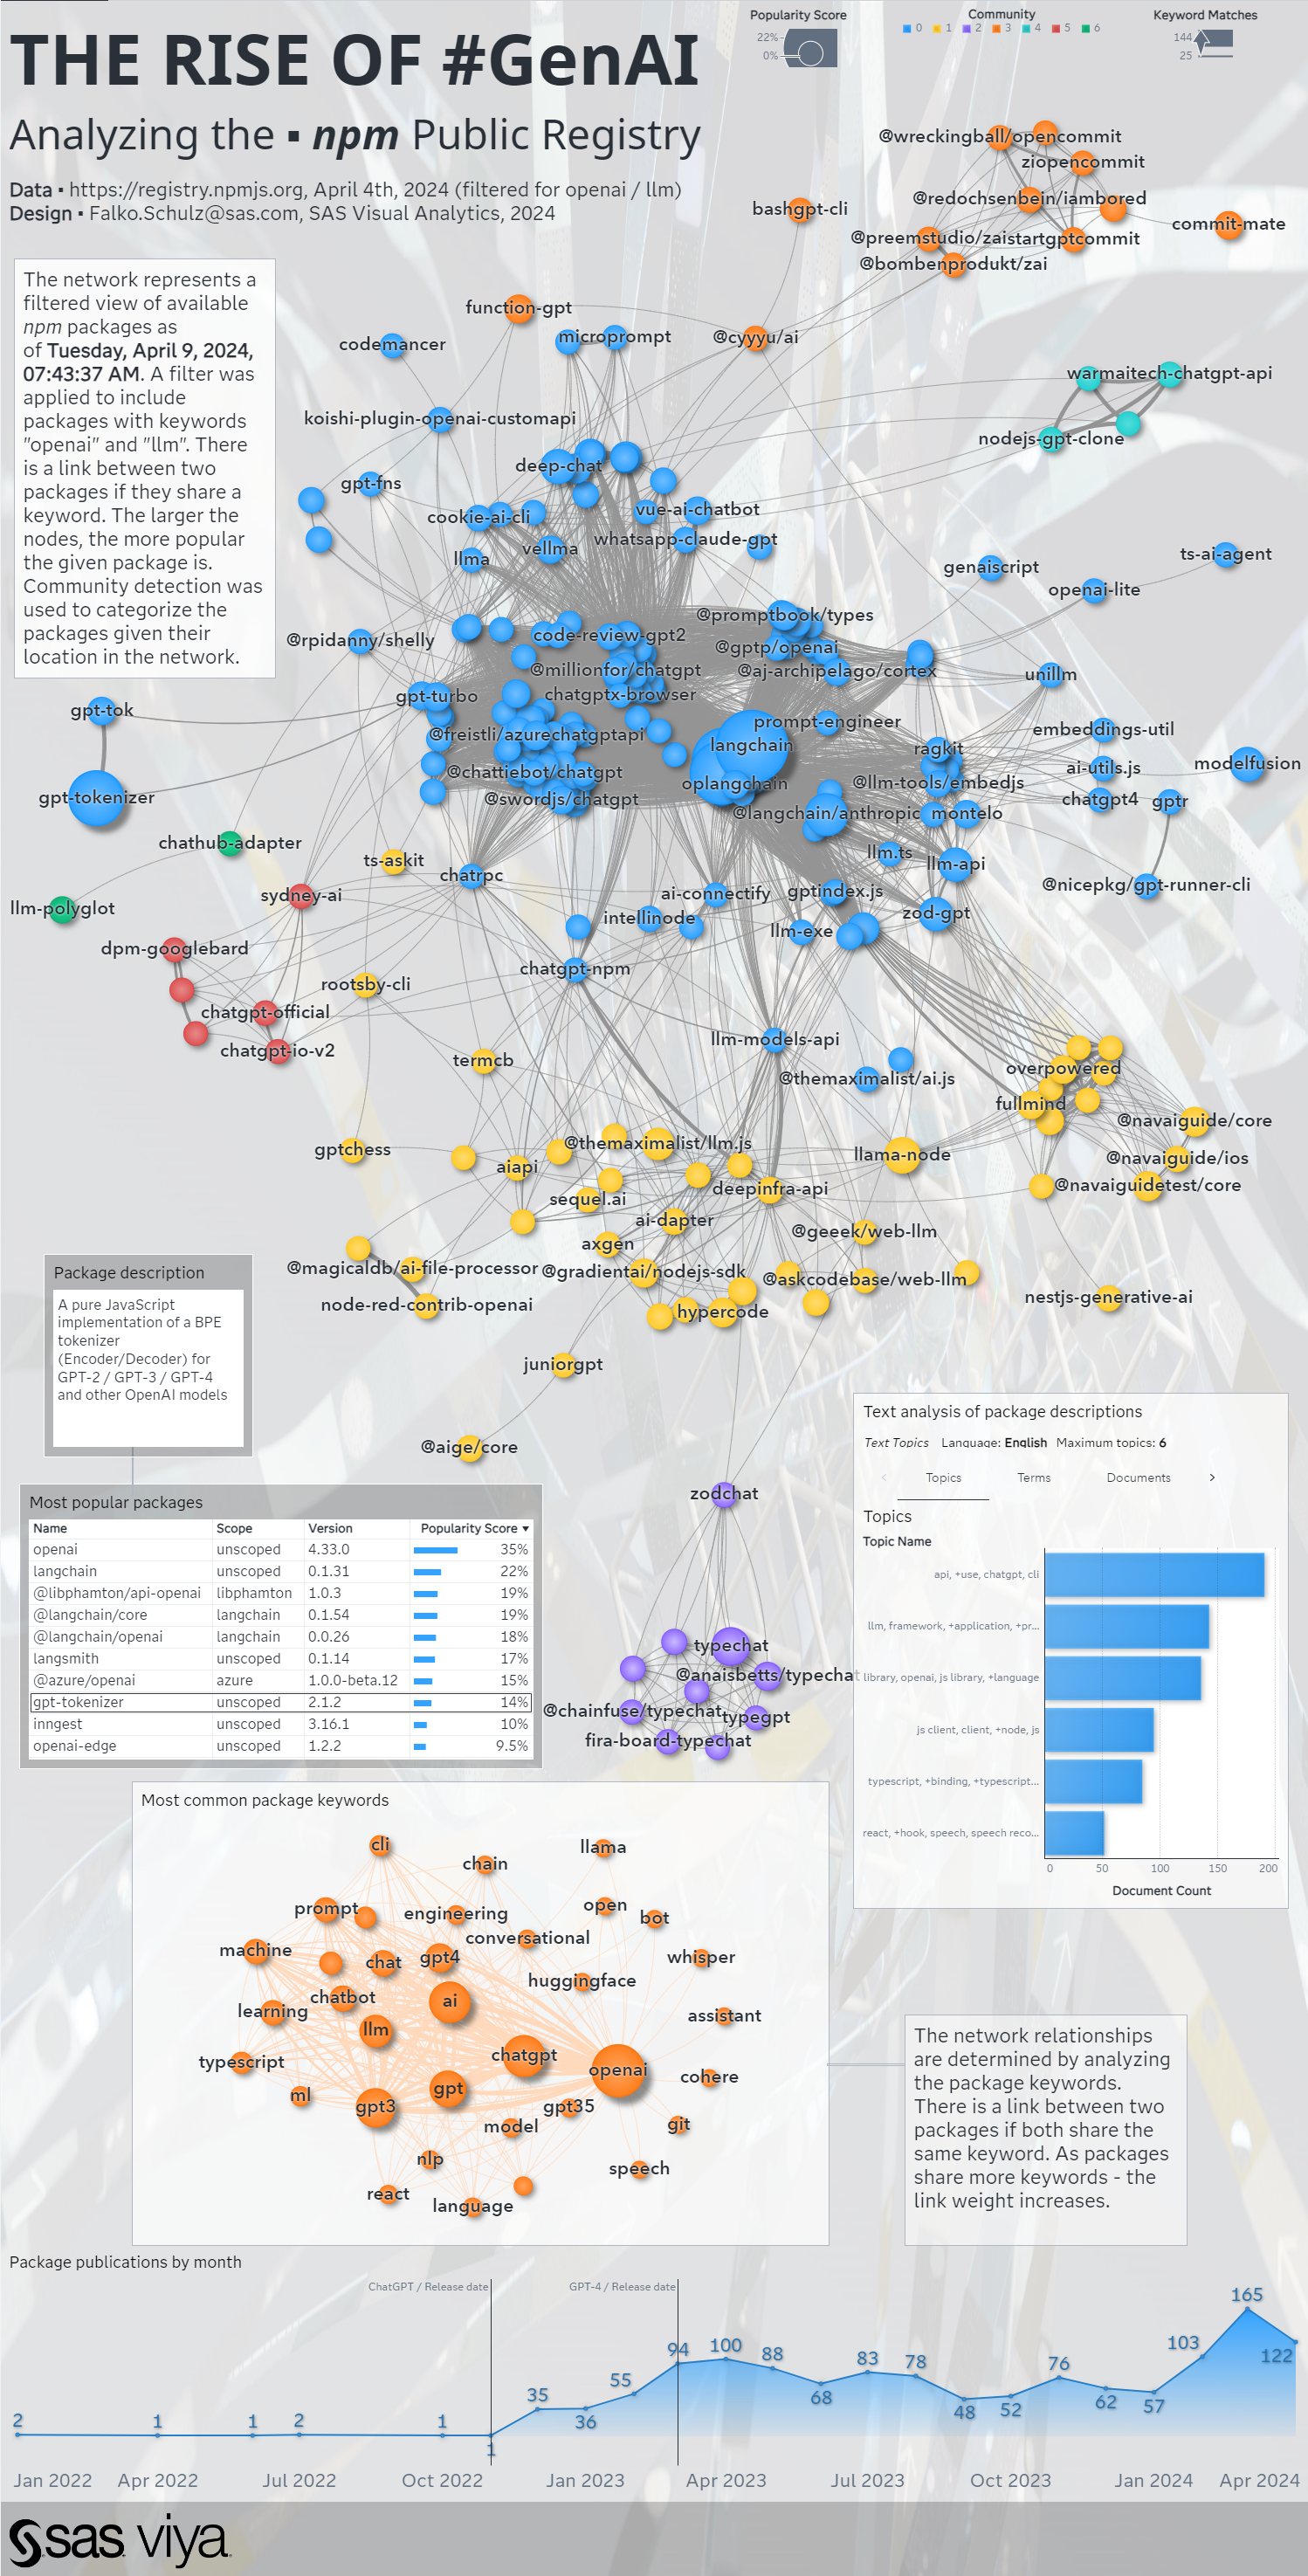 THE RISE OF #GenAI
Analyzing the ▪ npm Public Registry
Data ▪ https://registry.npmjs.org, April 4th, 2024 (filtered for openai / llm)
Design ▪ Falko.Schulz@sas.com, SAS Visual Analytics, 2024
Popularity Score
22%
0%
Community
0 1 2 3 4 5 6
Keyword Matches
144
25
The network represents a
filtered view of available
npm packages as
of Tuesday, April 9, 2024,
07:43:37 AM. A filter was
applied to include
packages with keywords
"openai" and "llm". There
is a link between two
packages if they share a
keyword. The larger the
nodes, the more popular
the given package is.
Community detection was
used to categorize the
packages given their
location in the network.
@wreckingball/opencommit
ziopencommit
@redochsenbein/iambored
bashgpt-cli
commit-mate
@preemstudio/zaistartgptcommit
@bombenprodukt/zai
function-gpt
microprompt
@cyyyu/ai
codemancer
warmaitech-chatgpt-api
koishi-plugin-openai-customapi
nodejs-gpt-clone
deep-chat
gpt-fns
cookie-ai-cli
vue-ai-chatbot
whatsapp-claude-gpt
vellma
llma
ts-ai-agent
genaiscript
openai-lite
@promptbook/types
code-review-gpt2
@rpidanny/shelly
@gptp/openai
@millionfor/chatgpt
@aj-archipelago/cortex
unillm
gpt-turbo
chatgptx-browser
gpt-tok
prompt-engineer
embeddings-util
@freistli/azurechatgptapi
langchain
ragkit
modelfusion
ai-utils.js
@chattiebot/chatgpt
oplangchain
@llm-tools/embedjs
gpt-tokenizer
@swordjs/chatgpt
chatgpt4
gptr
@langchain/anthropic
montelo
chathub-adapter
llm.ts
ts-askit
llm-api
chatrpc
@nicepkg/gpt-runner-cli
sydney-ai
ai-connectify
gptindex.js
llm-polyglot
intellinode
zod-gpt
llm-exe
dpm-googlebard
chatgpt-npm
rootsby-cli
chatgpt-official
llm-models-api
chatgpt-io-v2
termcb
overpowered
@themaximalist/ai.js
fullmind
@navaiguide/core
gptchess
@themaximalist/llm.js
llama-node
@navaiguide/ios
aiapi
@navaiguidetest/core
deepinfra-api
sequel.ai
ai-dapter
@geeek/web-llm
axgen
@magicaldb/ai-file-processor
@gradientai/nodejs-sdk
@askcodebase/web-llm
node-red-contrib-openai
hypercode
nestjs-generative-ai
juniorgpt
@aige/core
zodchat
typechat
@anaisbetts/typechat
@chainfuse/typechat
typegpt
fira-board-typechat
Package description
A pure JavaScript
implementation of a BPE
tokenizer
(Encoder/Decoder) for
GPT-2 / GPT-3 / GPT-4
and other OpenAI models
Most popular packages
Name Scope Version Popularity Score ▼
openai unscoped 4.33.0 35%
langchain unscoped 0.1.31 22%
@libphamton/api-openai libphamton 1.0.3 19%
@langchain/core langchain 0.1.54 19%
@langchain/openai langchain 0.0.26 18%
langsmith unscoped 0.1.14 17%
@azure/openai azure 1.0.0-beta.12 15%
gpt-tokenizer unscoped 2.1.2 14%
inngest unscoped 3.16.1 10%
openai-edge unscoped 1.2.2 9.5%
Text analysis of package descriptions
Text Topics Language: English Maximum topics: 6
Topics Terms Documents
Topics
Topic Name
api, +use, chatgpt, cli
llm, framework, +application, +pr...
library, openai, js library, +language
js client, client, +node, js
typescript, +binding, +typescript...
react, +hook, speech, speech reco...
0 50 100 150 200
Document Count
Most common package keywords
cli
llama
chain
prompt
engineering
open
bot
conversational
machine
gpt4
chat
whisper
huggingface
chatbot
ai
learning
assistant
llm
chatgpt
typescript
openai
cohere
gpt
ml
gpt3
gpt35
model
git
nlp
speech
react
language
The network relationships
are determined by analyzing
the package keywords.
There is a link between two
packages if both share the
same keyword. As packages
share more keywords - the
link weight increases.
Package publications by month
ChatGPT / Release date
GPT-4 / Release date
2 1 1 2 1 1 35 36 55 94 100 88 68 83 78 48 52 76 62 57 103 165 122
Jan 2022 Apr 2022 Jul 2022 Oct 2022 Jan 2023 Apr 2023 Jul 2023 Oct 2023 Jan 2024 Apr 2024
sas viya